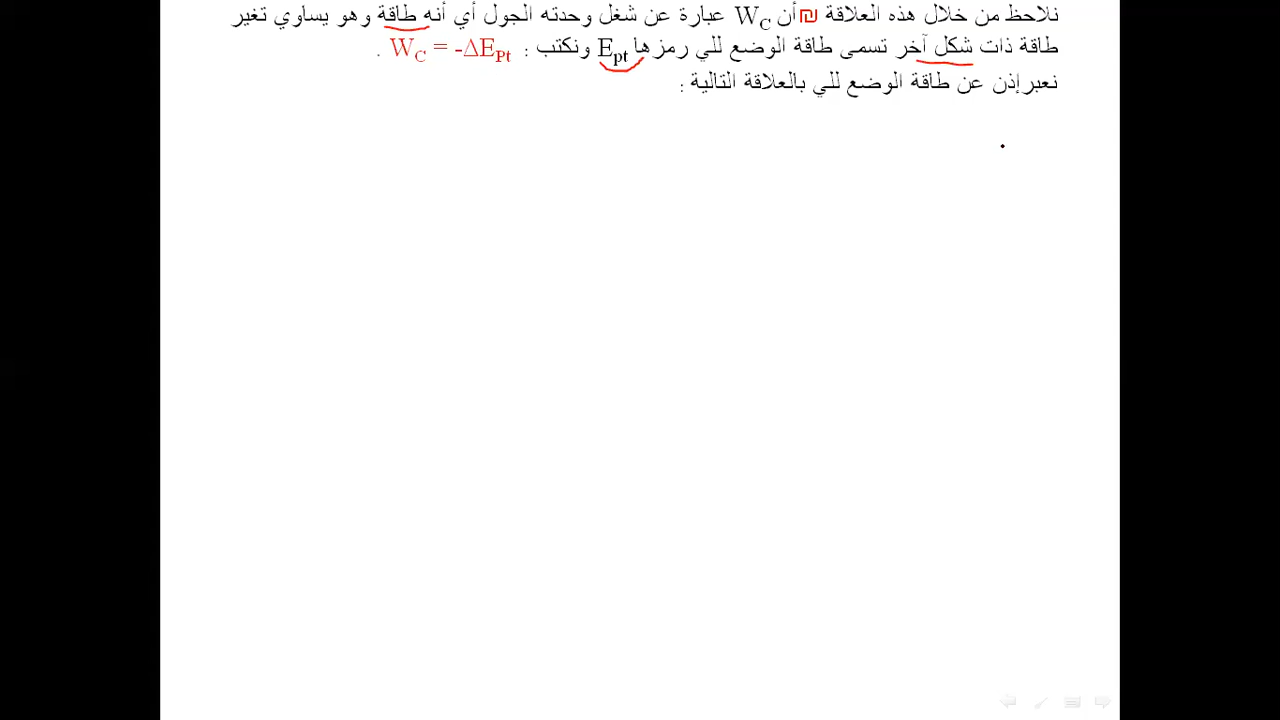 نلاحظ من خلال هذه العلاقة ₪ أن W_C عبارة عن شغل وحدته الجول أي أنه طاقة وهو يساوي تغير
طاقة ذات شكل آخر تسمى طاقة الوضع للي رمزها E_pt ونكتب : W_C = -ΔE_Pt .
نعبر إذن عن طاقة الوضع للي بالعلاقة التالية :